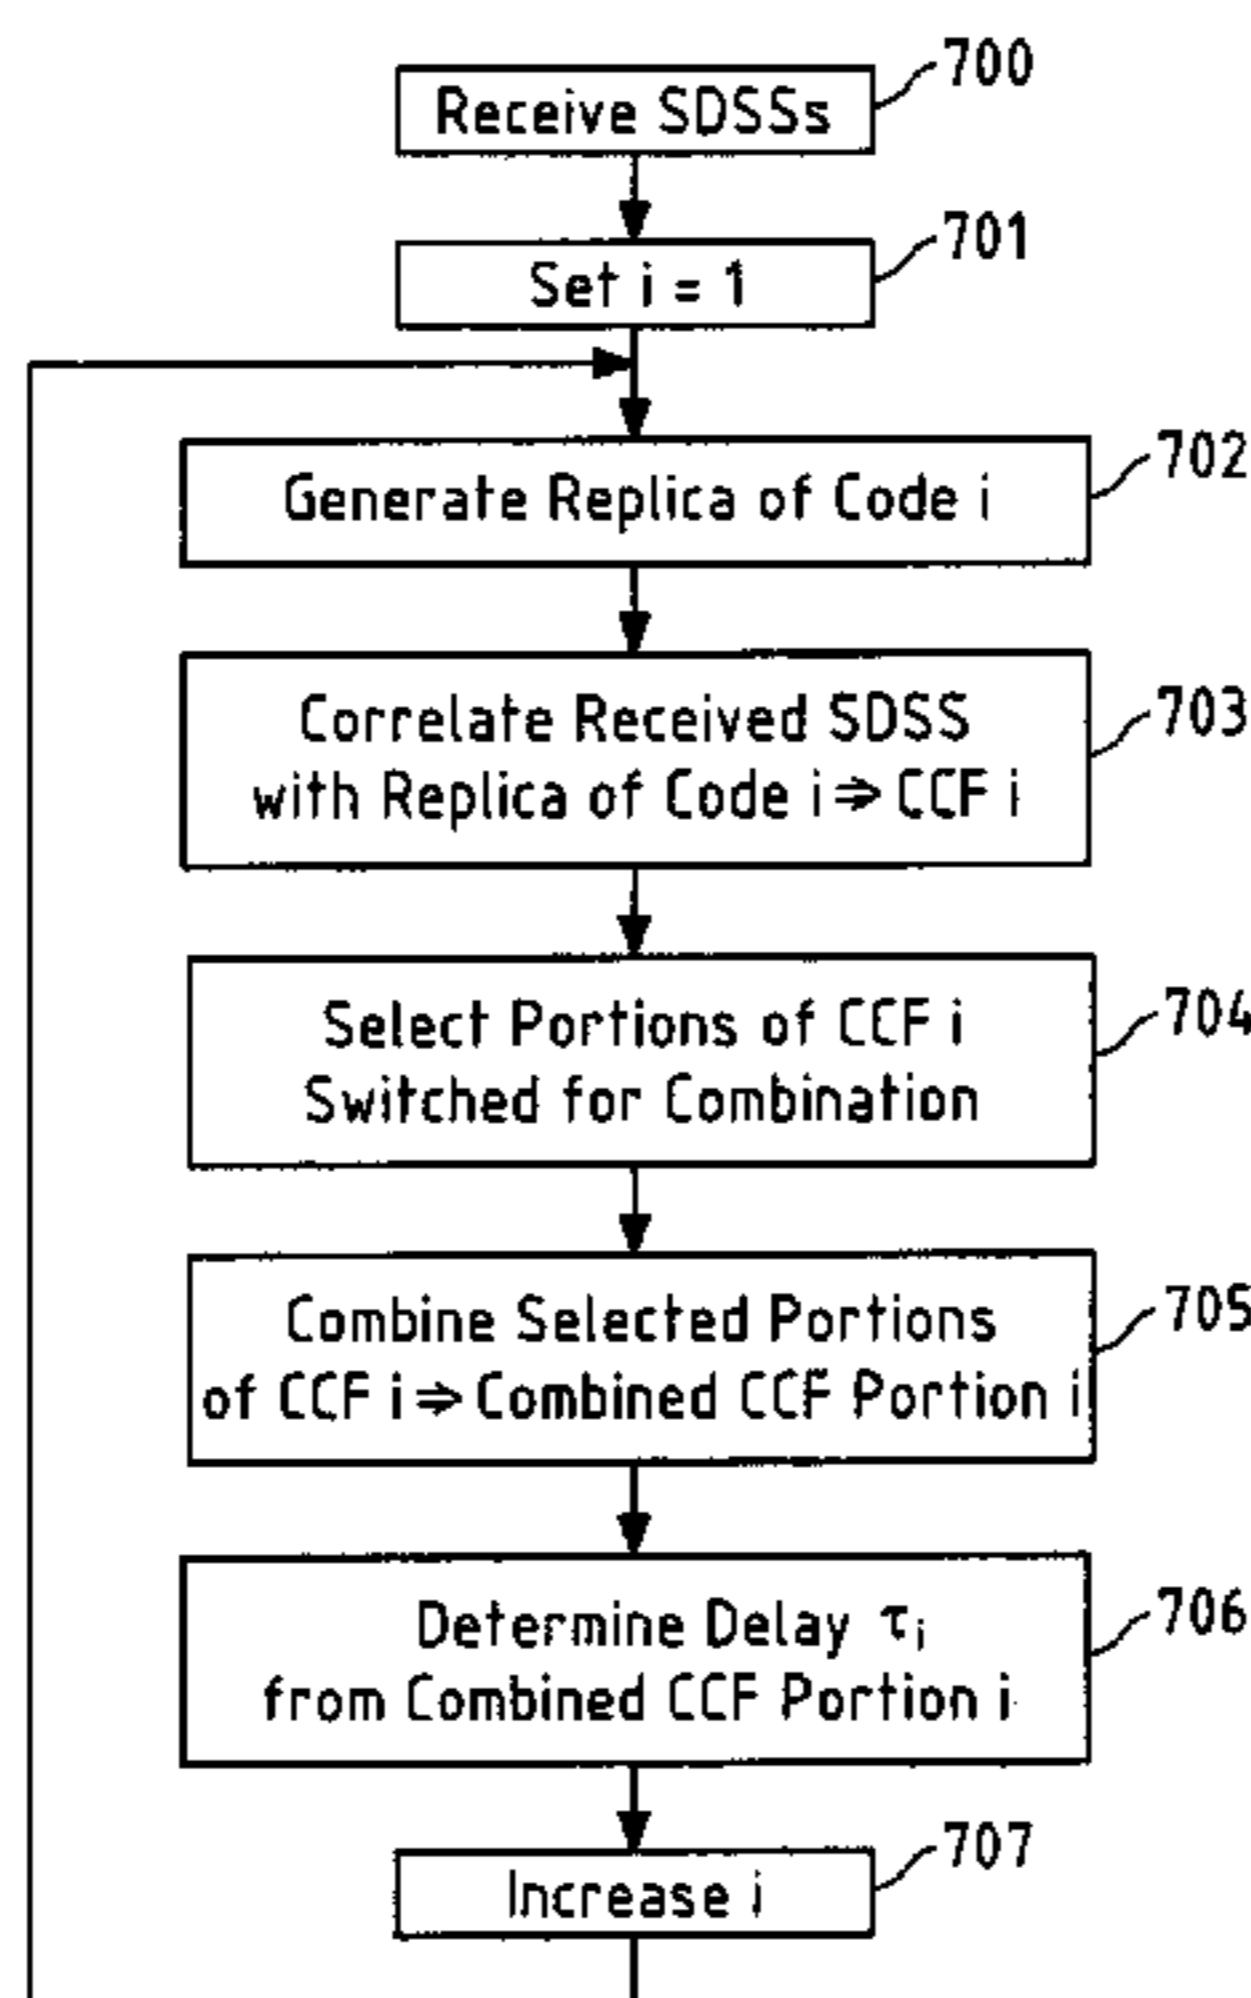 700
Receive SDSSs
701
Set i = 1
702
Generate Replica of Code i
703
Correlate Received SDSS
with Replica of Code i ⇒ CCF i
704
Select Portions of CCF i
Switched for Combination
705
Combine Selected Portions
of CCF i ⇒ Combined CCF Portion i
706
Determine Delay τi
from Combined CCF Portion i
707
Increase i